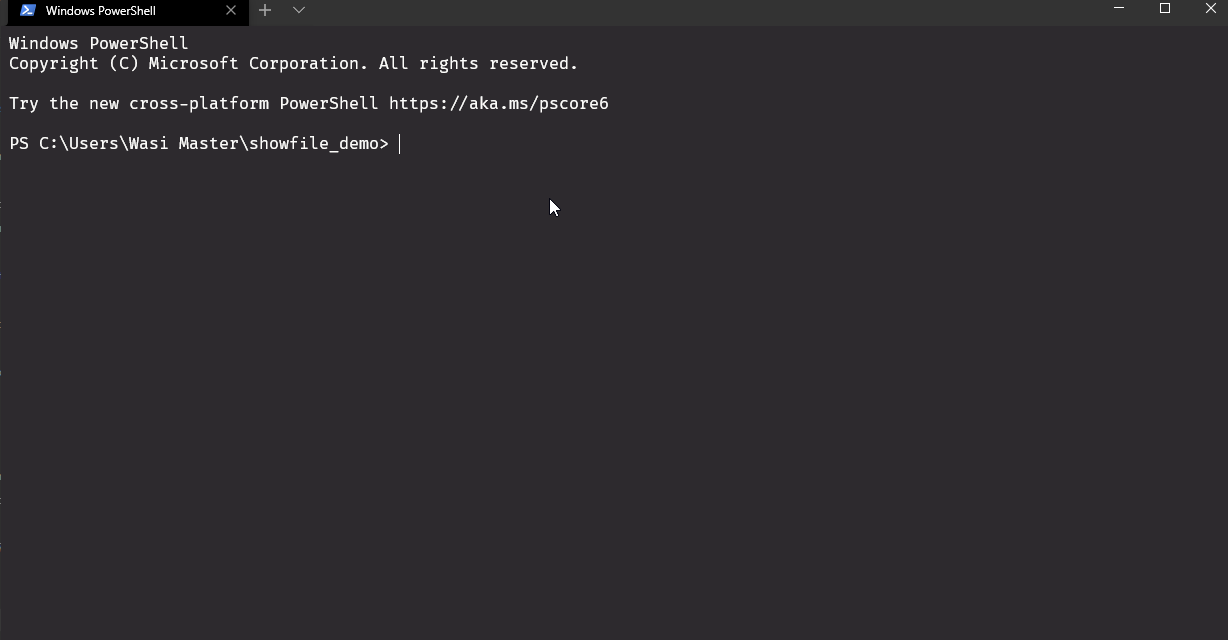 Windows PowerShell
Windows PowerShell
Copyright (C) Microsoft Corporation. All rights reserved.
Try the new cross-platform PowerShell https://aka.ms/pscore6
PS C:\Users\Wasi Master\showfile_demo>